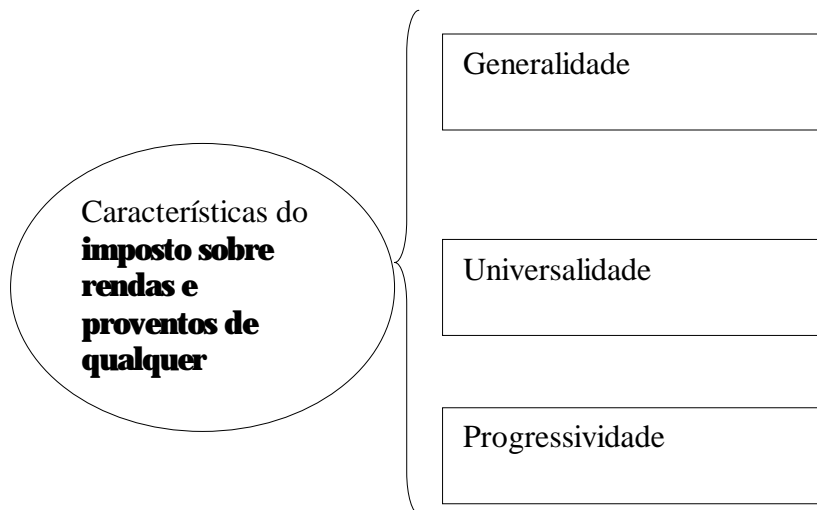 Características do
imposto sobre
rendas e
proventos de
qualquer
Generalidade
Universalidade
Progressividade